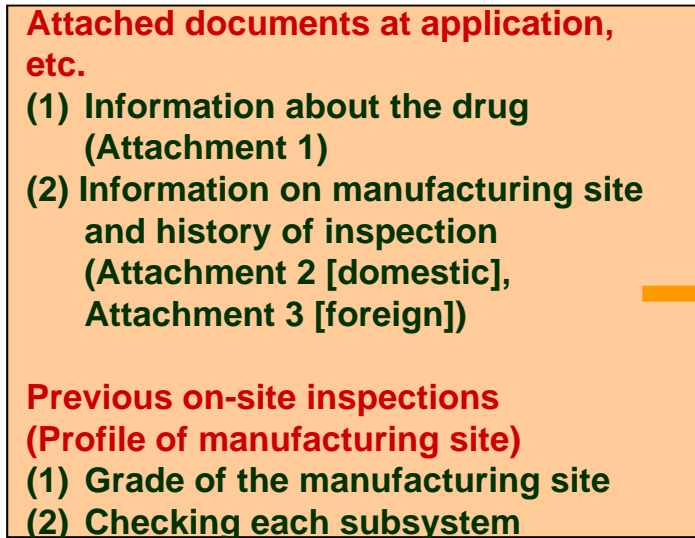 Attached documents at application,
etc.
(1) Information about the drug
(Attachment 1)
(2) Information on manufacturing site
and history of inspection
(Attachment 2 [domestic],
Attachment 3 [foreign])
Previous on-site inspections
(Profile of manufacturing site)
(1) Grade of the manufacturing site
(2) Checking each subsystem